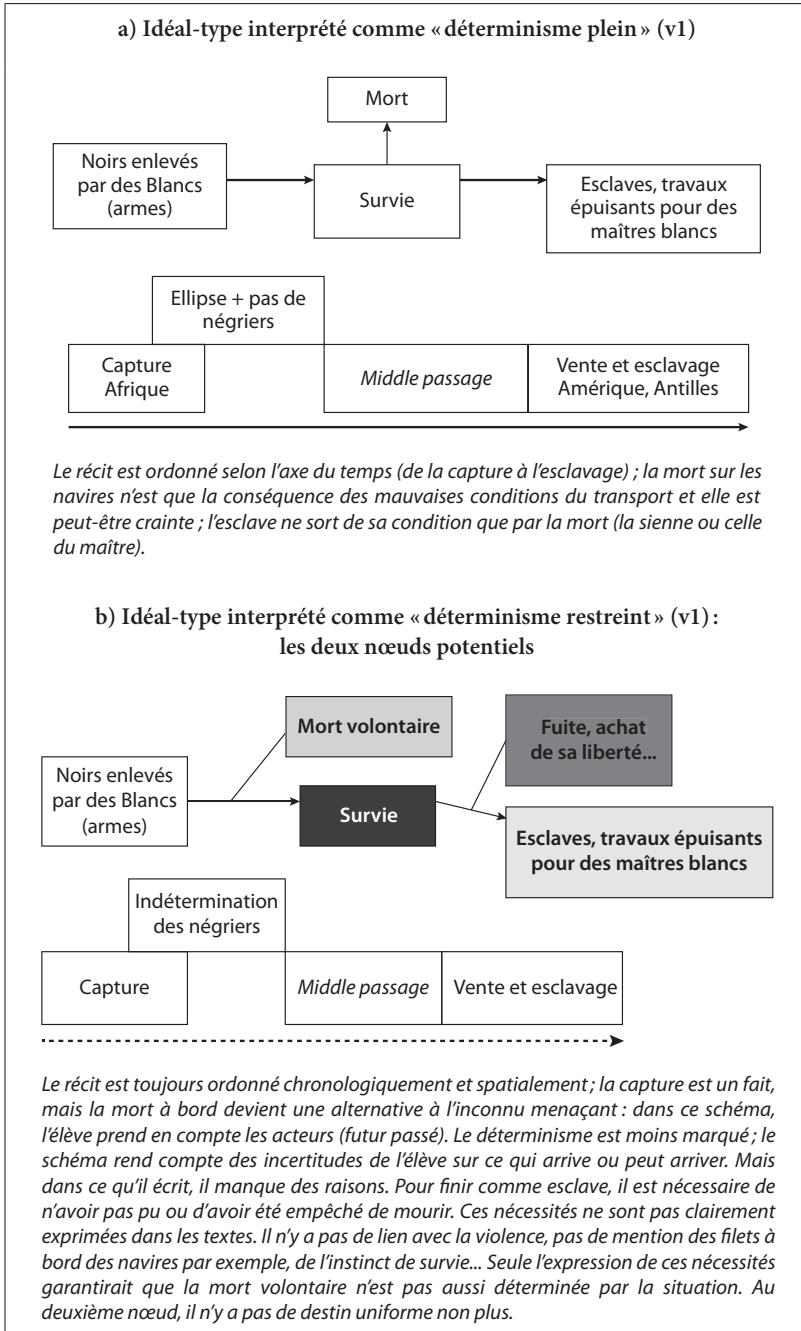 a) Idéal-type interprété comme « déterminisme plein » (v1)
Mort
Noirs enlevés
par des Blancs
(armes)
Survie
Esclaves, travaux
épuisants pour des
maîtres blancs
Ellipse + pas de
négriers
Capture
Afrique
Middle passage
Vente et esclavage
Amérique, Antilles
Le récit est ordonné selon l’axe du temps (de la capture à l’esclavage) ; la mort sur les
navires n’est que la conséquence des mauvaises conditions du transport et elle est
peut-être crainte ; l’esclave ne sort de sa condition que par la mort (la sienne ou celle
du maître).
b) Idéal-type interprété comme « déterminisme restreint » (v1) :
les deux nœuds potentiels
Mort volontaire
Fuite, achat
de sa liberté...
Noirs enlevés
par des Blancs
(armes)
Survie
Esclaves, travaux épuisants
pour des maîtres blancs
Indétermination
des négriers
Capture
Middle passage
Vente et esclavage
Le récit est toujours ordonné chronologiquement et spatialement ; la capture est un fait,
mais la mort à bord devient une alternative à l’inconnu menaçant : dans ce schéma,
l’élève prend en compte les acteurs (futur passé). Le déterminisme est moins marqué ; le
schéma rend compte des incertitudes de l’élève sur ce qui arrive ou peut arriver. Mais
dans ce qu’il écrit, il manque des raisons. Pour finir comme esclave, il est nécessaire de
n’avoir pas pu ou d’avoir été empêché de mourir. Ces nécessités ne sont pas clairement
exprimées dans les textes. Il n’y a pas de lien avec la violence, pas de mention des filets à
bord des navires par exemple, de l’instinct de survie... Seule l’expression de ces nécessités
garantirait que la mort volontaire n’est pas aussi déterminée par la situation. Au
deuxième nœud, il n’y a pas de destin uniforme non plus.